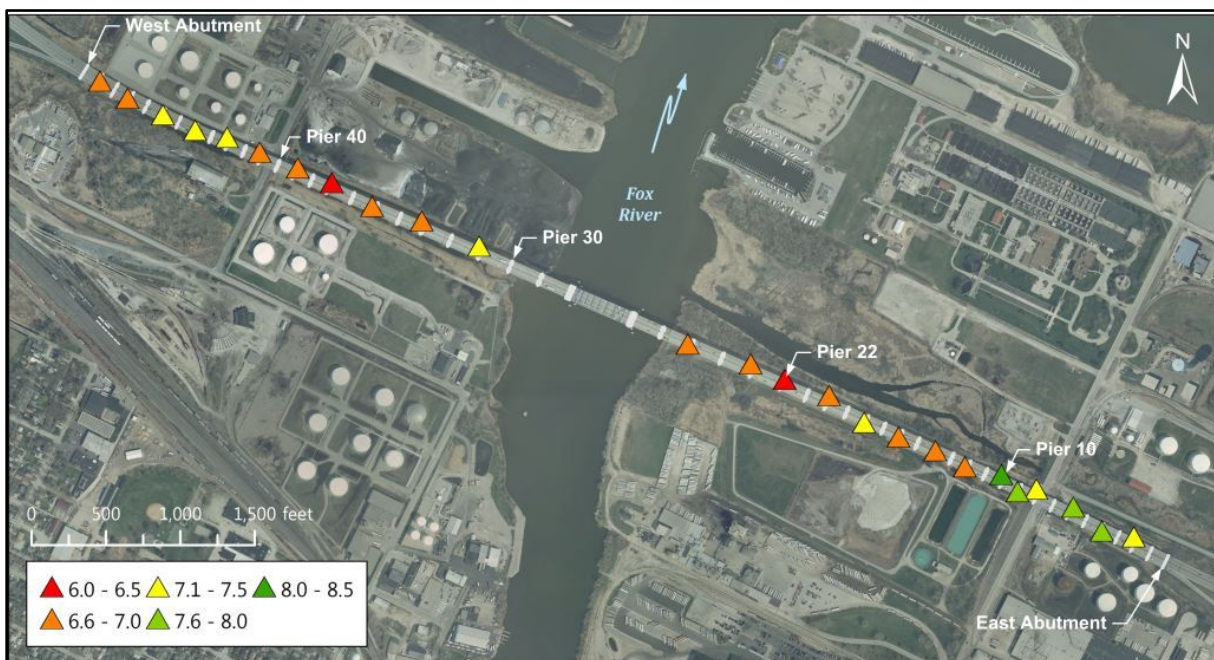 West Abutment
N
Pier 40
Fox
River
Pier 30
Pier 22
Pier 10
0 500 1,000 1,500 feet
East Abutment
6.0 - 6.5 7.1 - 7.5 8.0 - 8.5
6.6 - 7.0 7.6 - 8.0